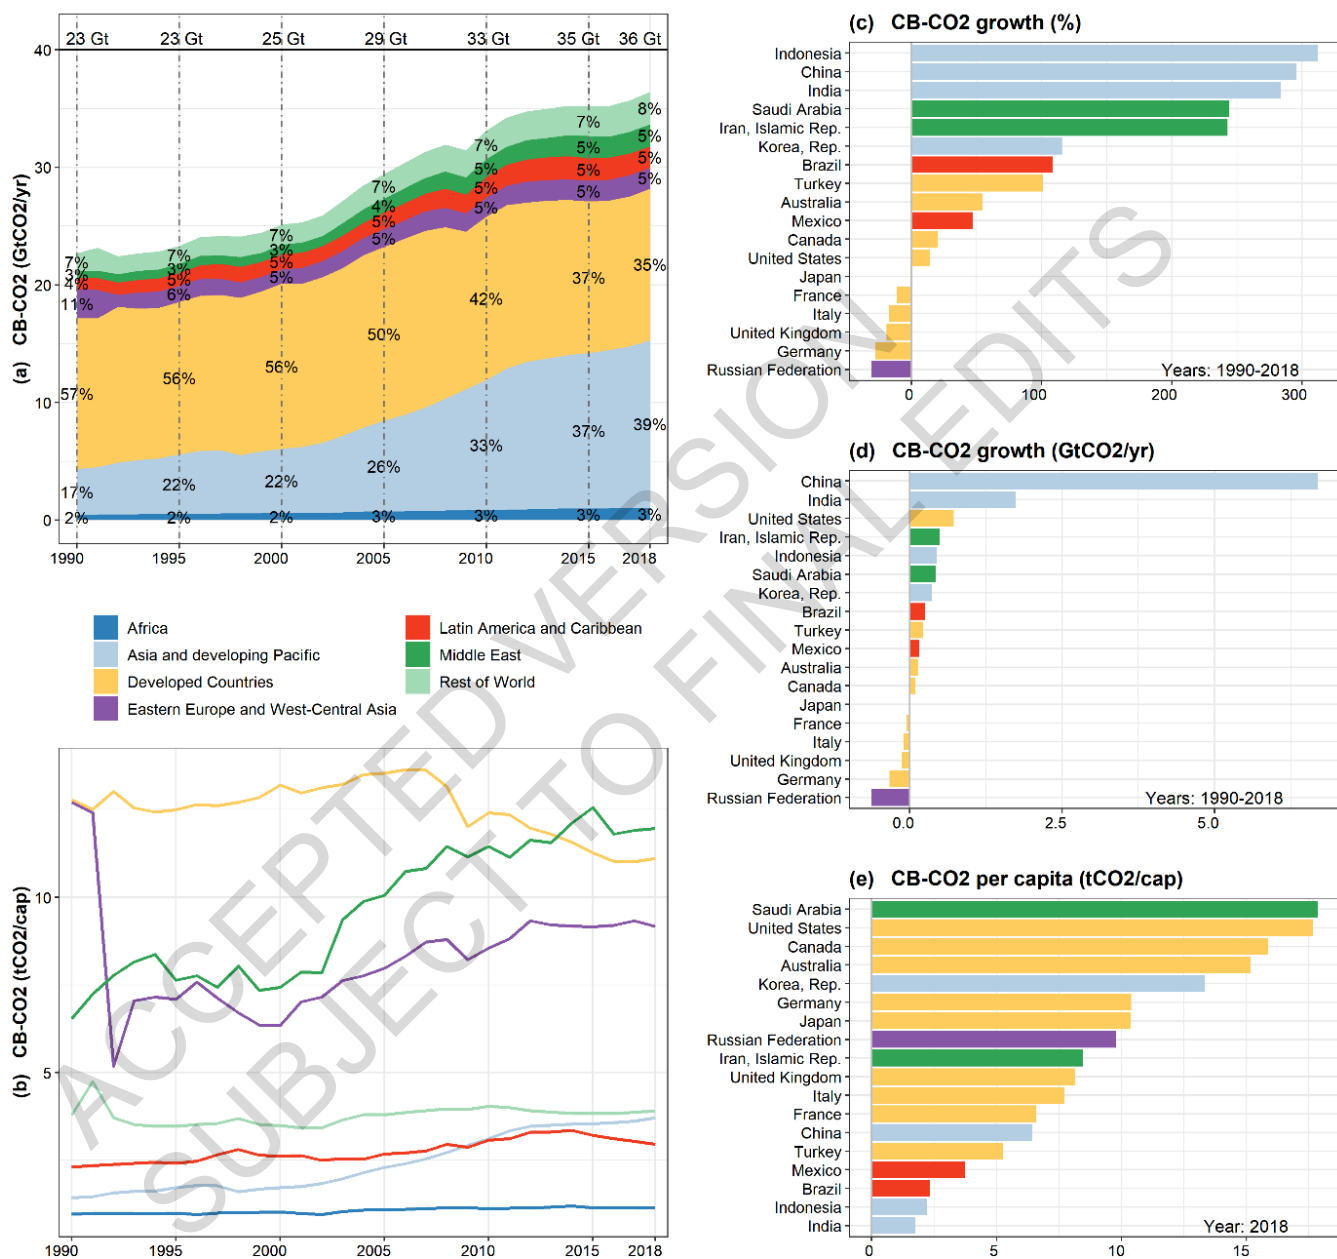 23 Gt 23 Gt 25 Gt 29 Gt 33 Gt 35 Gt 36 Gt
40
30
20
10
0
(a) CB-CO2 (GtCO2/yr)
7% 7% 7% 7% 7% 7% 8%
3% 3% 3% 4% 5% 5% 5%
4% 5% 5% 5% 5% 5% 5%
11% 6% 5% 5% 5% 5% 5%
57% 56% 56% 50% 42% 37% 35%
17% 22% 22% 26% 33% 37% 39%
2% 2% 2% 3% 3% 3% 3%
1990 1995 2000 2005 2010 2015 2018
Africa
Asia and developing Pacific
Developed Countries
Eastern Europe and West-Central Asia
Latin America and Caribbean
Middle East
Rest of World
(b) CB-CO2 (tCO2/cap)
10
5
1990 1995 2000 2005 2010 2015 2018
(c) CB-CO2 growth (%)
Indonesia
China
India
Saudi Arabia
Iran, Islamic Rep.
Korea, Rep.
Brazil
Turkey
Australia
Mexico
Canada
United States
Japan
France
Italy
United Kingdom
Germany
Russian Federation
Years: 1990-2018
0 100 200 300
(d) CB-CO2 growth (GtCO2/yr)
China
India
United States
Iran, Islamic Rep.
Indonesia
Saudi Arabia
Korea, Rep.
Brazil
Turkey
Mexico
Australia
Canada
Japan
France
Italy
United Kingdom
Germany
Russian Federation
Years: 1990-2018
0.0 2.5 5.0
(e) CB-CO2 per capita (tCO2/cap)
Saudi Arabia
United States
Canada
Australia
Korea, Rep.
Germany
Japan
Russian Federation
Iran, Islamic Rep.
United Kingdom
Italy
France
China
Turkey
Mexico
Brazil
Indonesia
India
Year: 2018
0 5 10 15
ACCEPTED VERSION
SUBJECT TO FINAL EDITS